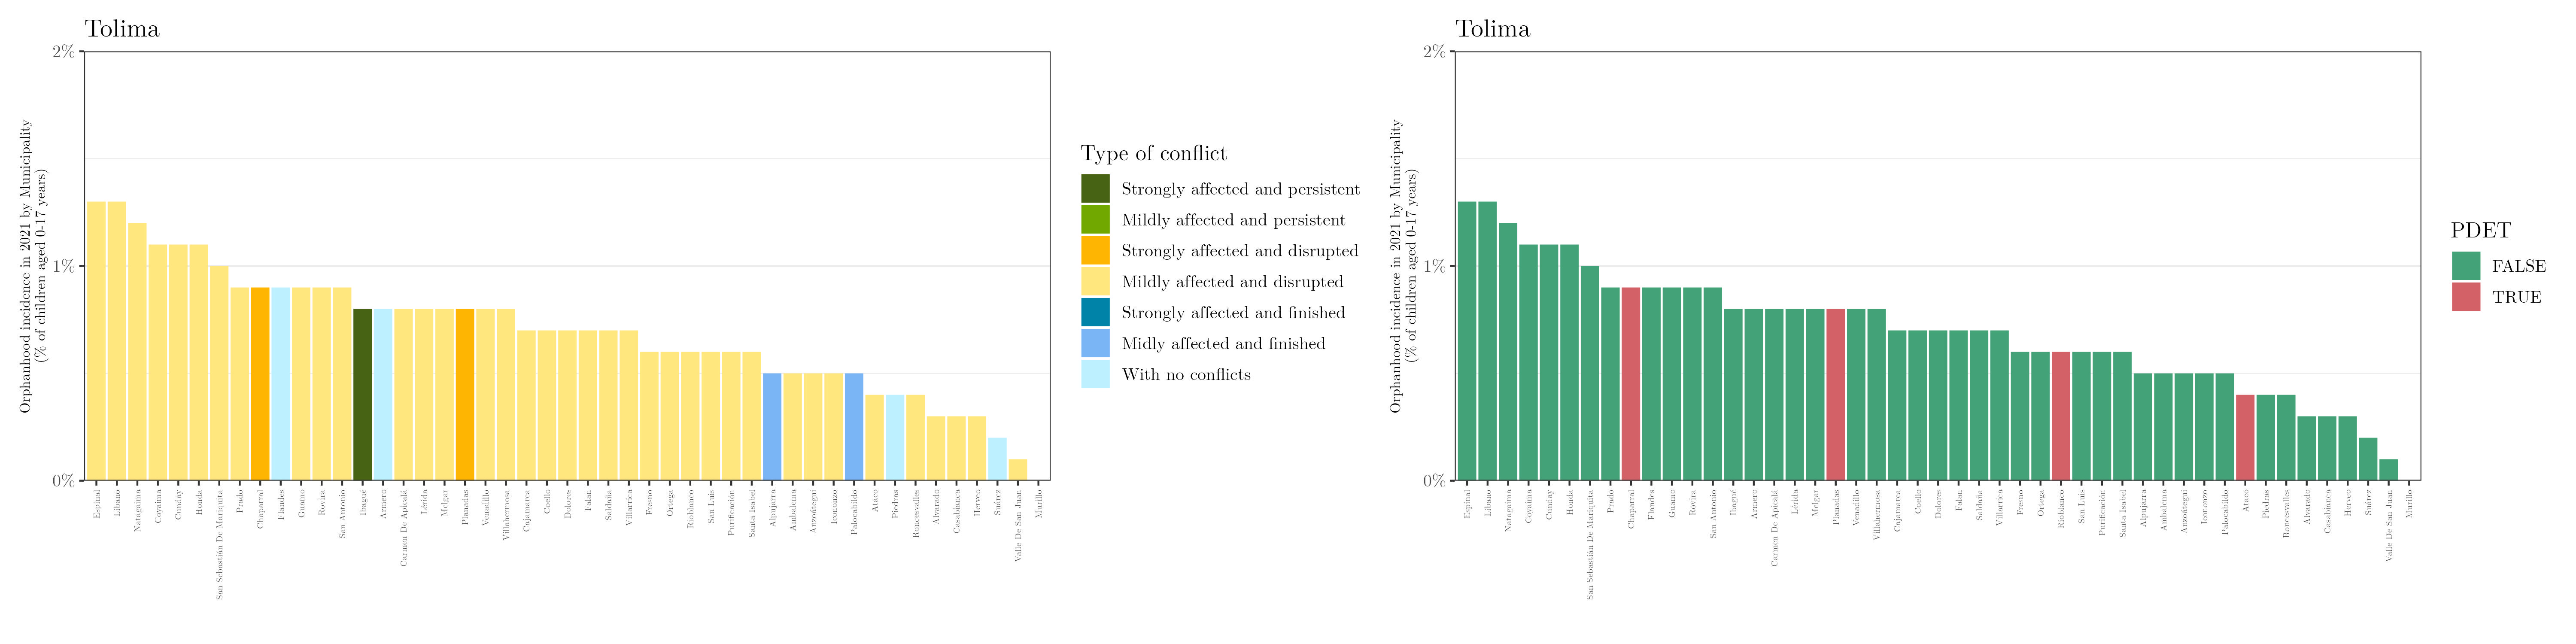 Tolima
2%
1%
0%
Orphanhood incidence in 2021 by Municipality
(% of children aged 0-17 years)
Espinal
Líbano
Natagaima
Coyaima
Cunday
Honda
San Sebastián De Mariquita
Prado
Chaparral
Flandes
Guamo
Rovira
San Antonio
Ibagué
Armero
Carmen De Apicalá
Lérida
Melgar
Planadas
Venadillo
Villahermosa
Cajamarca
Coello
Dolores
Falan
Saldaña
Villarrica
Fresno
Ortega
Rioblanco
San Luis
Purificación
Santa Isabel
Alpujarra
Ambalema
Anzoátegui
Icononzo
Palocabildo
Ataco
Piedras
Roncesvalles
Alvarado
Casabianca
Herveo
Suárez
Valle De San Juan
Murillo
Type of conflict
Strongly affected and persistent
Mildly affected and persistent
Strongly affected and disrupted
Mildly affected and disrupted
Strongly affected and finished
Midly affected and finished
With no conflicts
Tolima
2%
1%
0%
Orphanhood incidence in 2021 by Municipality
(% of children aged 0-17 years)
Espinal
Líbano
Natagaima
Coyaima
Cunday
Honda
San Sebastián De Mariquita
Prado
Chaparral
Flandes
Guamo
Rovira
San Antonio
Ibagué
Armero
Carmen De Apicalá
Lérida
Melgar
Planadas
Venadillo
Villahermosa
Cajamarca
Coello
Dolores
Falan
Saldaña
Villarrica
Fresno
Ortega
Rioblanco
San Luis
Purificación
Santa Isabel
Alpujarra
Ambalema
Anzoátegui
Icononzo
Palocabildo
Ataco
Piedras
Roncesvalles
Alvarado
Casabianca
Herveo
Suárez
Valle De San Juan
Murillo
PDET
FALSE
TRUE